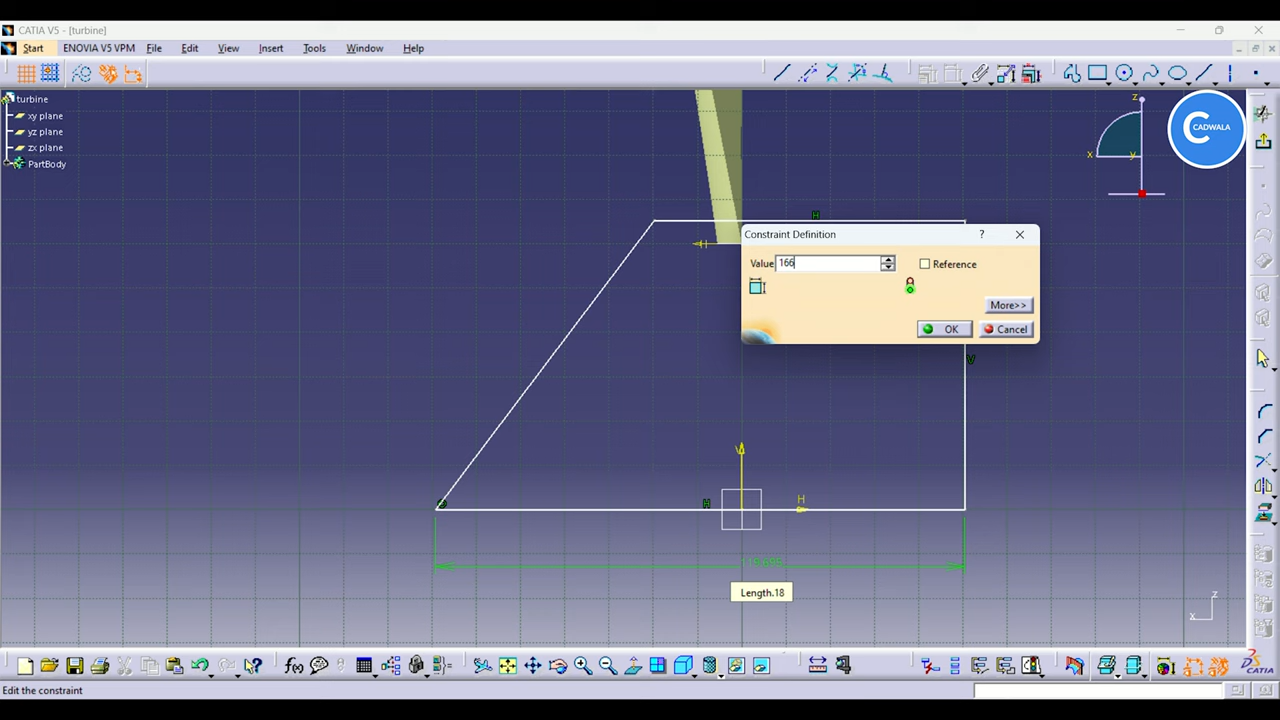 CATIA V5 - [turbine]
Start ENOVIA V5 VPM File Edit View Insert Tools Window Help
turbine
xy plane
yz plane
zx plane
PartBody
z
x
y
C CADWALA
H
H
Constraint Definition ?
Value 166
Reference
More>>
OK Cancel
V
V
H
H
Length.18
z
x
f(x)
CATIA
Edit the constraint